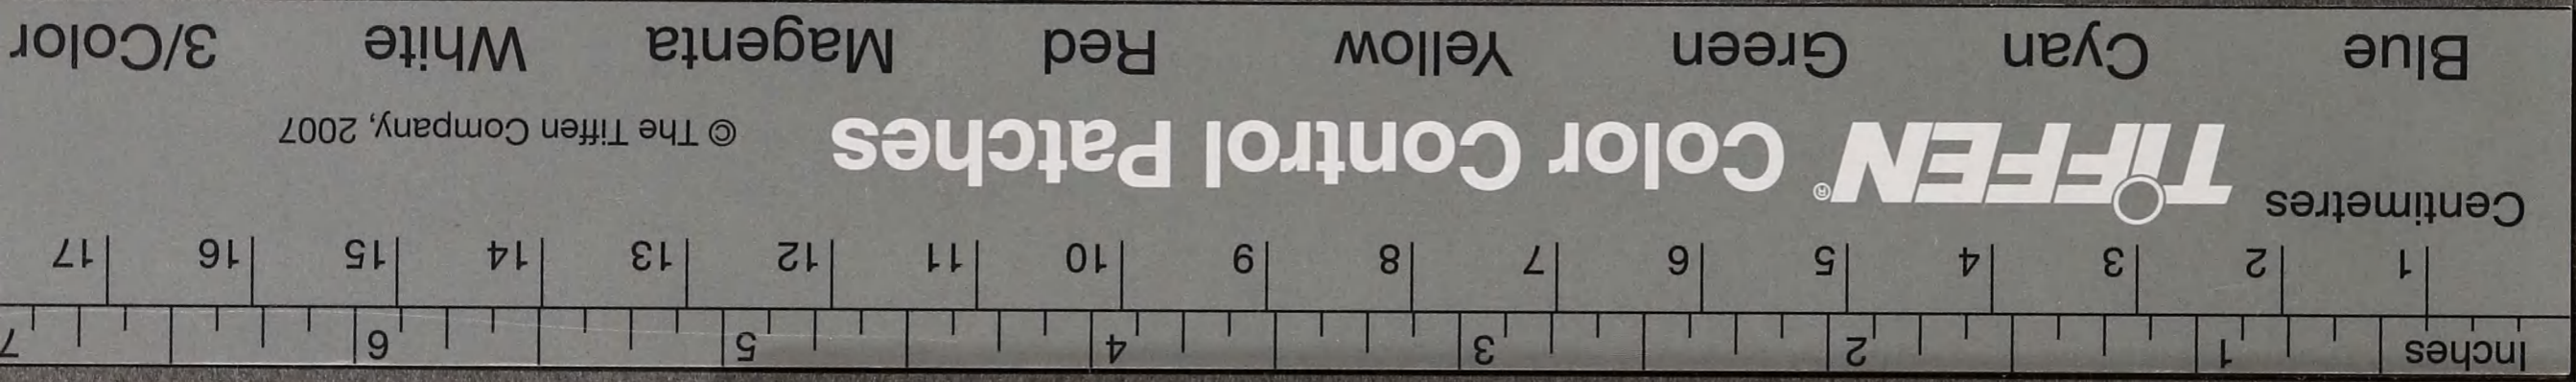 Inches 1 2 3 4 5 6 7
1 2 3 4 5 6 7 8 9 10 11 12 13 14 15 16 17
Centimetres
TIFFEN® Color Control Patches © The Tiffen Company, 2007
Blue Cyan Green Yellow Red Magenta White 3/Color